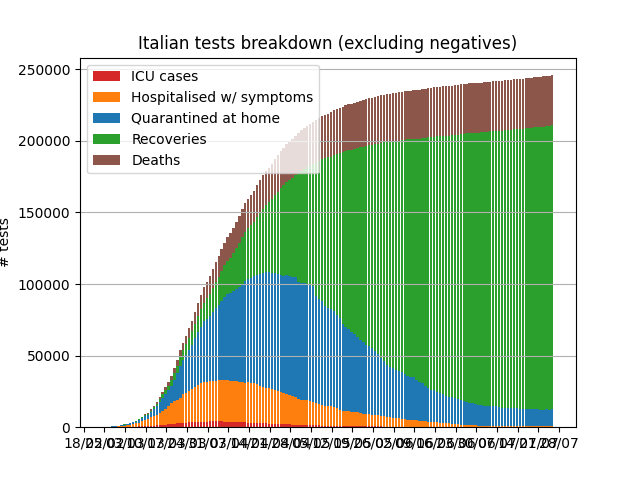 Italian tests breakdown (excluding negatives)
ICU cases
Hospitalised w/ symptoms
Quarantined at home
Recoveries
Deaths
# tests
250000
200000
150000
100000
50000
0